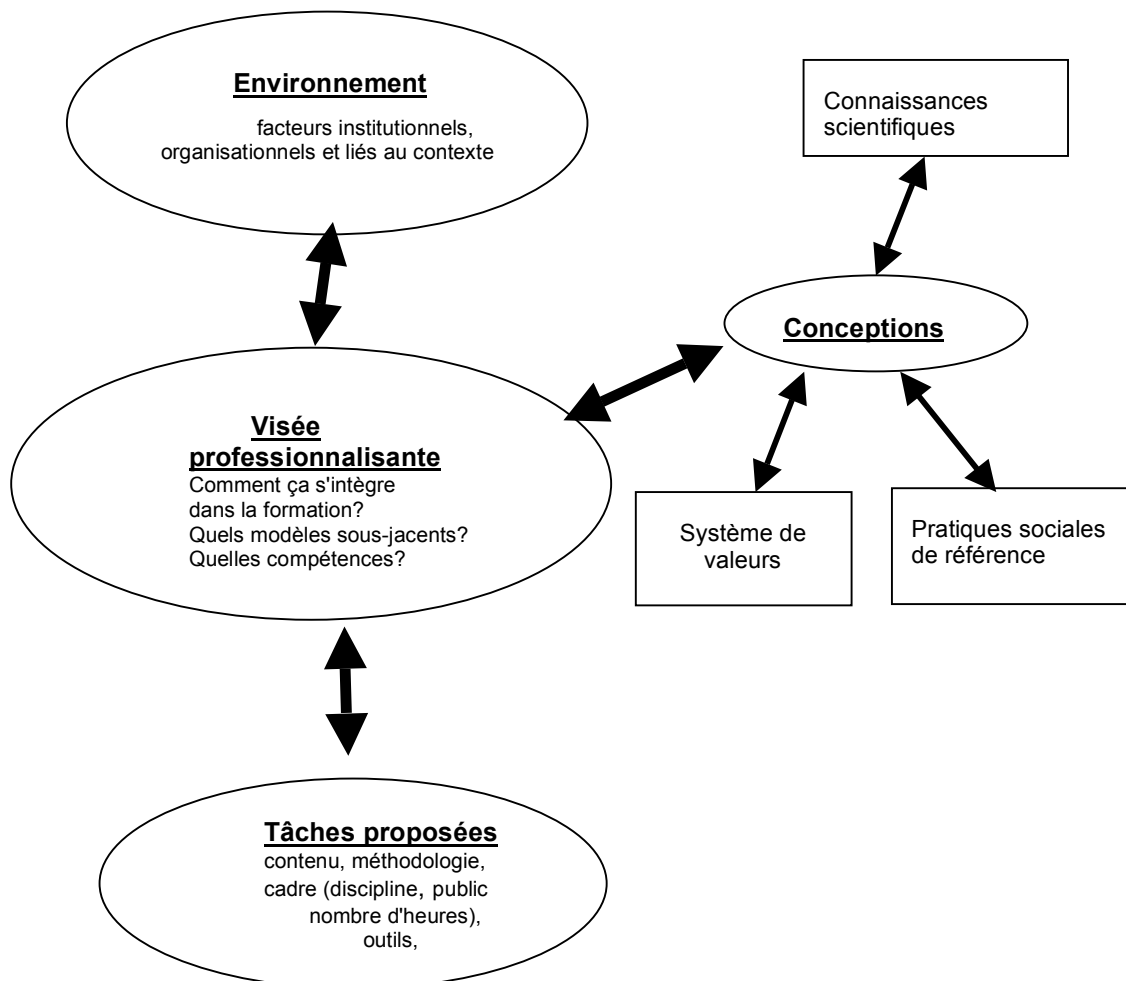 Environnement
facteurs institutionnels,
organisationnels et liés au contexte
Connaissances
scientifiques
Conceptions
Visée
professionnalisante
Comment ça s'intègre
dans la formation?
Quels modèles sous-jacents?
Quelles compétences?
Système de
valeurs
Pratiques sociales
de référence
Tâches proposées
contenu, méthodologie,
cadre (discipline, public
nombre d'heures),
outils,